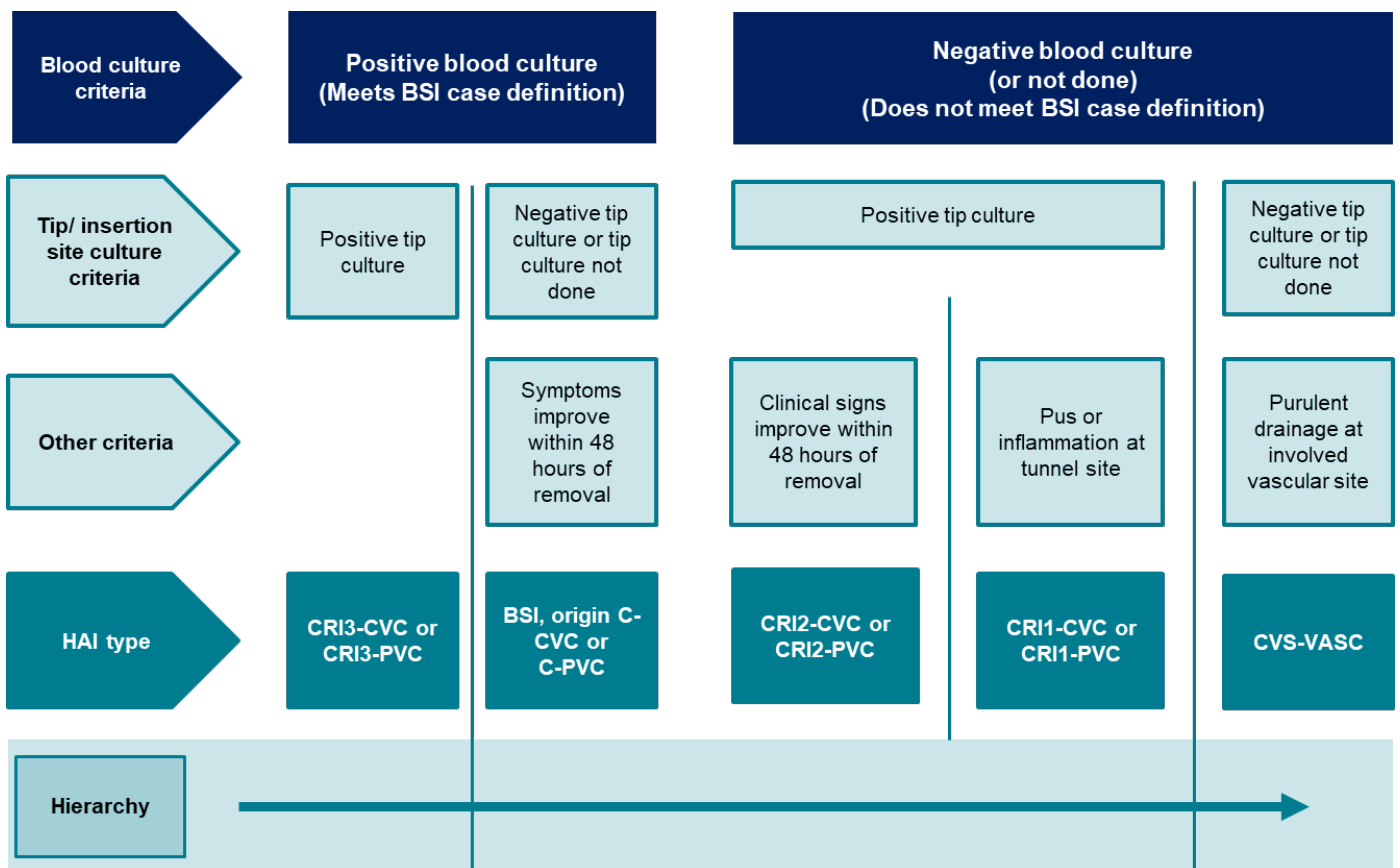 Blood culture
criteria
Positive blood culture
(Meets BSI case definition)
Negative blood culture
(or not done)
(Does not meet BSI case definition)
Tip/ insertion
site culture
criteria
Positive tip
culture
Negative tip
culture or tip
culture not
done
Positive tip culture
Negative tip
culture or tip
culture not
done
Other criteria
Symptoms
improve
within 48
hours of
removal
Clinical signs
improve within
48 hours of
removal
Pus or
inflammation at
tunnel site
Purulent
drainage at
involved
vascular site
HAI type
CRI3-CVC or
CRI3-PVC
BSI, origin C-
CVC or
C-PVC
CRI2-CVC or
CRI2-PVC
CRI1-CVC or
CRI1-PVC
CVS-VASC
Hierarchy